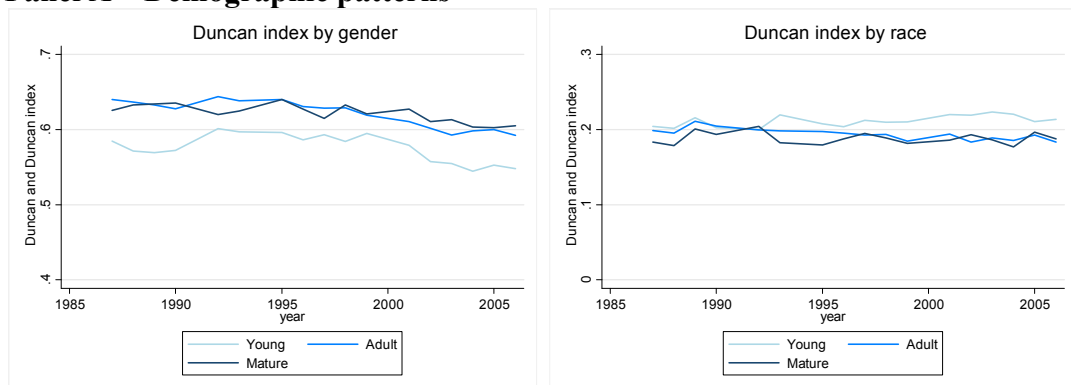 Panel A – Demographic patterns
Duncan index by gender
Duncan and Duncan index
.7
.6
.5
.4
1985 1990 1995 2000 2005
year
Young Adult
Mature
Duncan index by race
Duncan and Duncan index
.3
.2
.1
0
1985 1990 1995 2000 2005
year
Young Adult
Mature